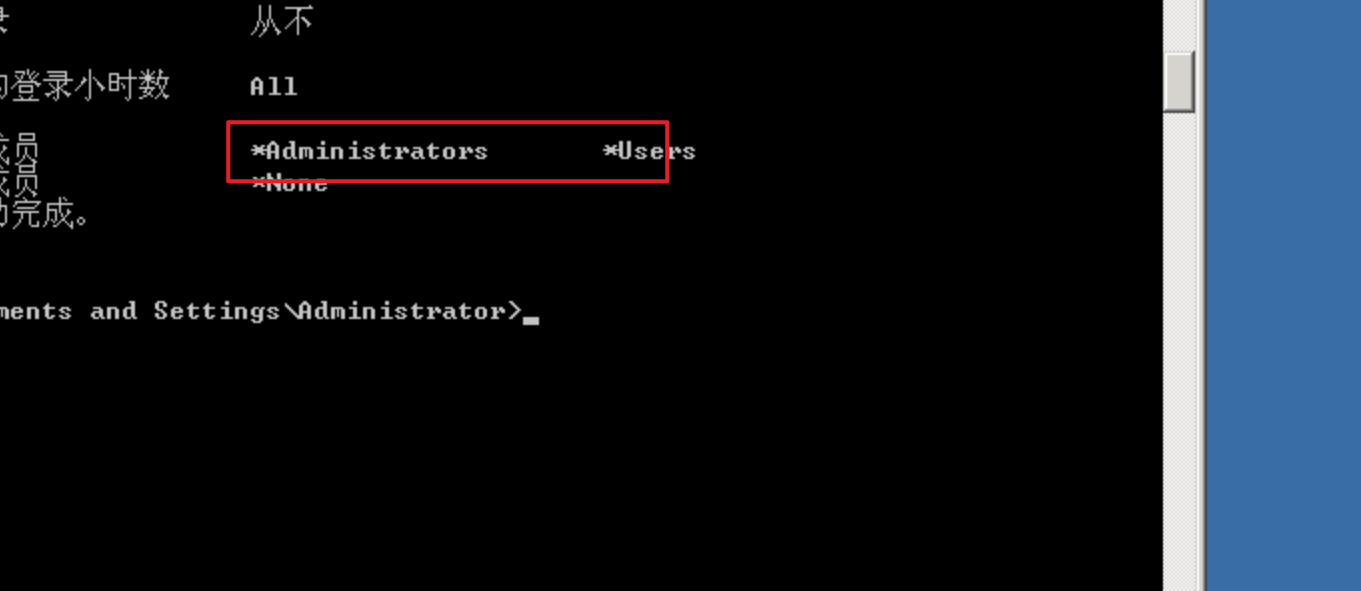 录 从不
的登录小时数 All
成员 *Administrators *Users
成员 *None
功完成。
ments and Settings\Administrator>_